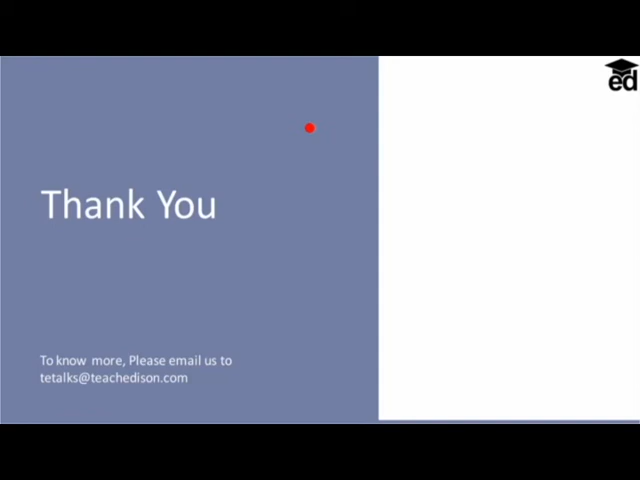 ed
Thank You
To know more, Please email us to
tetalks@teachedison.com